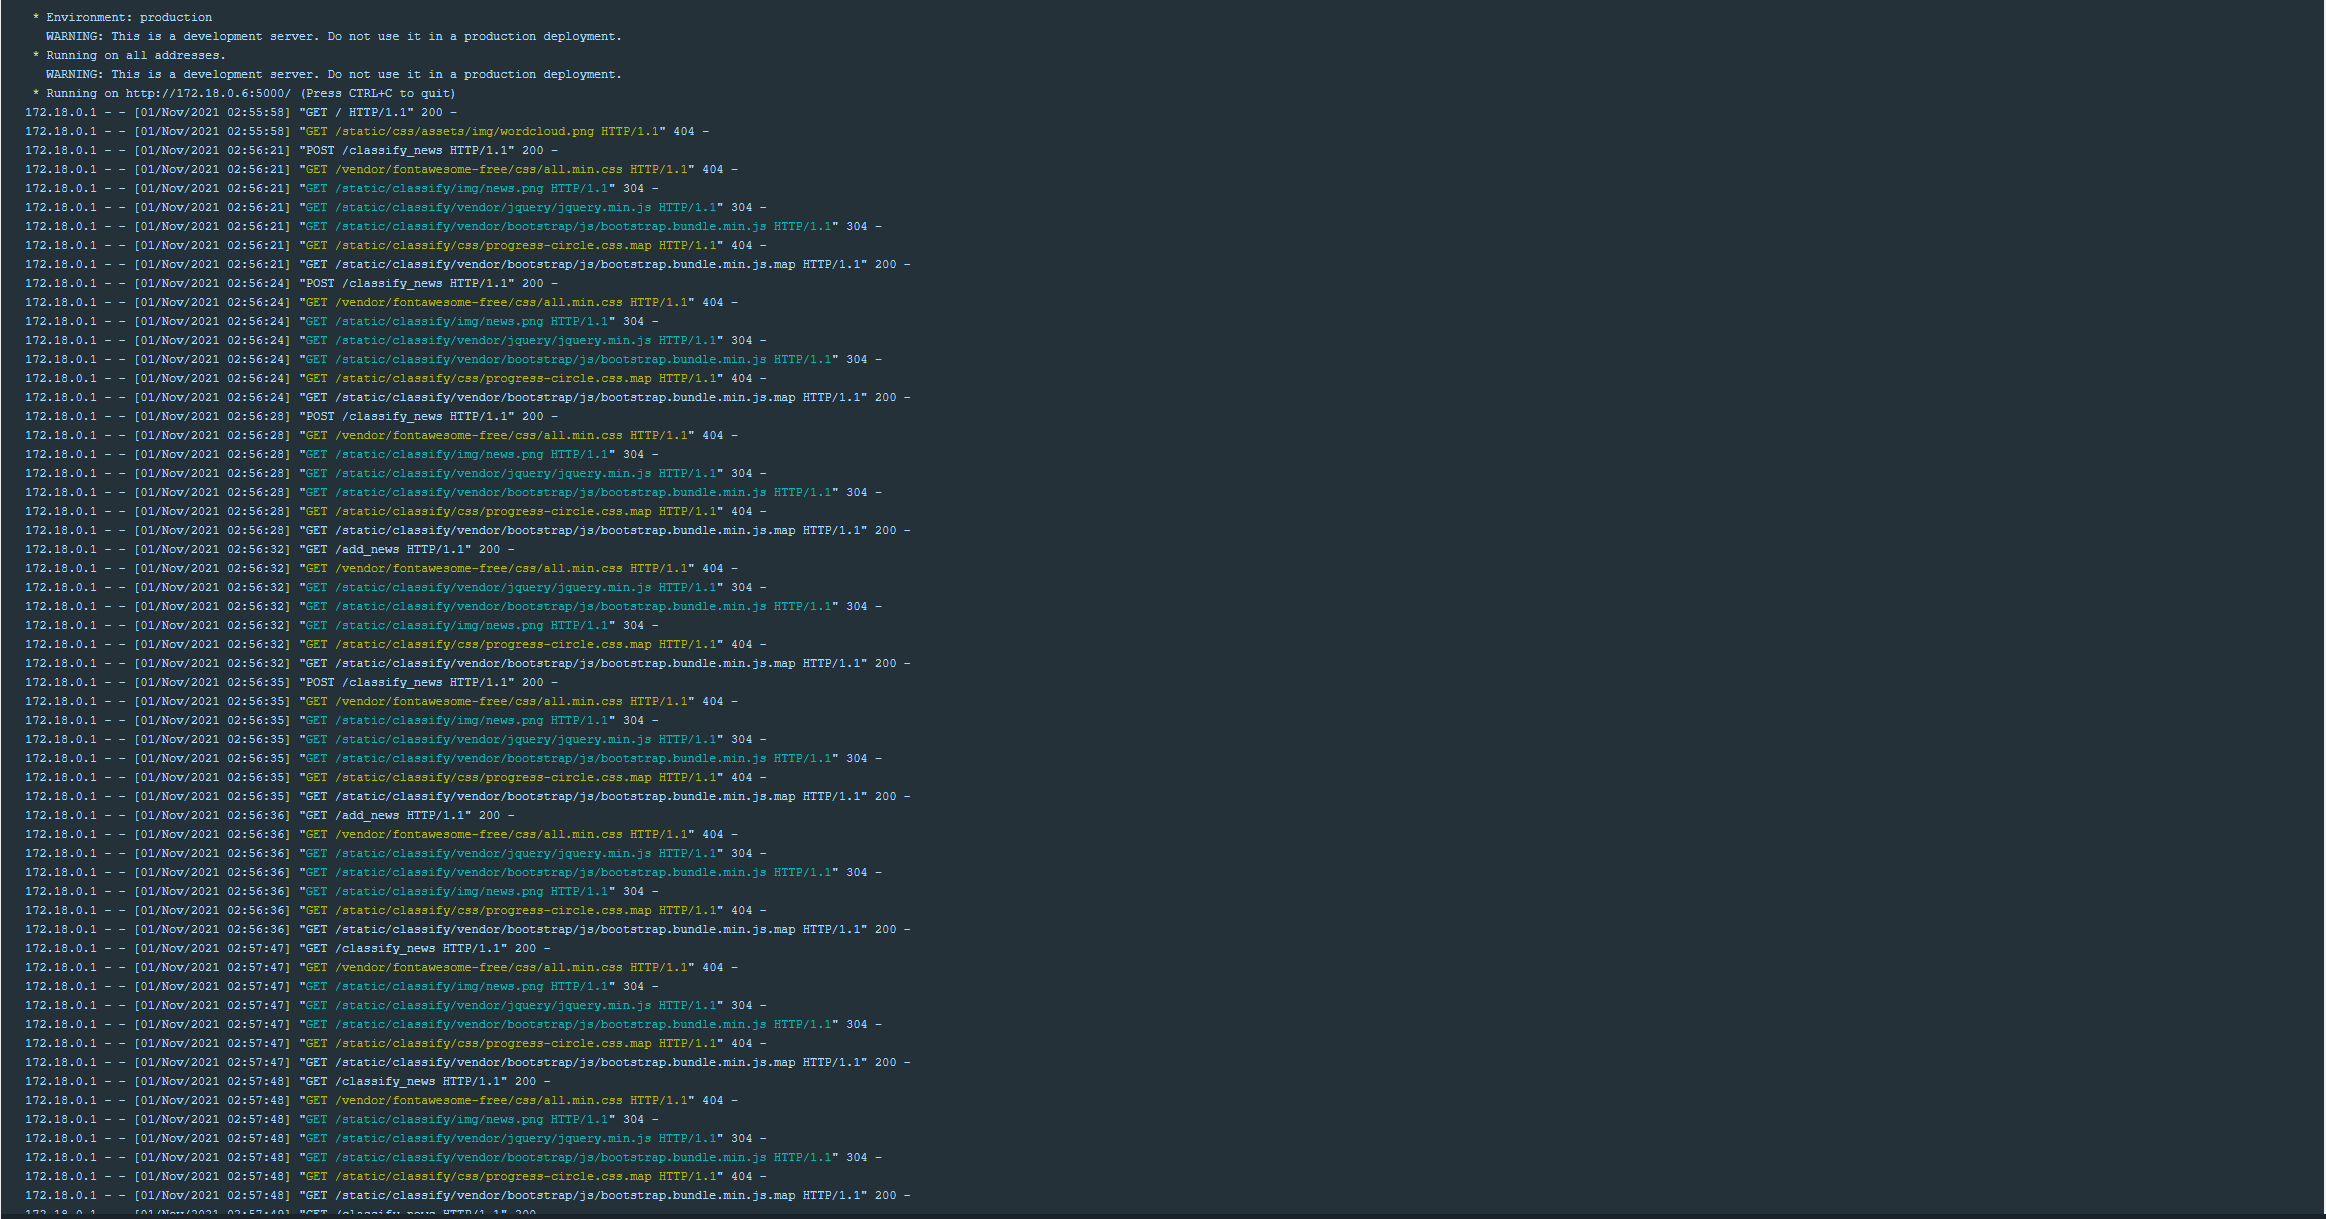 * Environment: production
WARNING: This is a development server. Do not use it in a production deployment.
* Running on all addresses.
WARNING: This is a development server. Do not use it in a production deployment.
* Running on http://172.18.0.6:5000/ (Press CTRL+C to quit)
172.18.0.1 - - [01/Nov/2021 02:55:58] "GET / HTTP/1.1" 200 -
172.18.0.1 - - [01/Nov/2021 02:55:58] "GET /static/css/assets/img/wordcloud.png HTTP/1.1" 404 -
172.18.0.1 - - [01/Nov/2021 02:56:21] "POST /classify_news HTTP/1.1" 200 -
172.18.0.1 - - [01/Nov/2021 02:56:21] "GET /vendor/fontawesome-free/css/all.min.css HTTP/1.1" 404 -
172.18.0.1 - - [01/Nov/2021 02:56:21] "GET /static/classify/img/news.png HTTP/1.1" 304 -
172.18.0.1 - - [01/Nov/2021 02:56:21] "GET /static/classify/vendor/jquery/jquery.min.js HTTP/1.1" 304 -
172.18.0.1 - - [01/Nov/2021 02:56:21] "GET /static/classify/vendor/bootstrap/js/bootstrap.bundle.min.js HTTP/1.1" 304 -
172.18.0.1 - - [01/Nov/2021 02:56:21] "GET /static/classify/css/progress-circle.css.map HTTP/1.1" 404 -
172.18.0.1 - - [01/Nov/2021 02:56:21] "GET /static/classify/vendor/bootstrap/js/bootstrap.bundle.min.js.map HTTP/1.1" 200 -
172.18.0.1 - - [01/Nov/2021 02:56:24] "POST /classify_news HTTP/1.1" 200 -
172.18.0.1 - - [01/Nov/2021 02:56:24] "GET /vendor/fontawesome-free/css/all.min.css HTTP/1.1" 404 -
172.18.0.1 - - [01/Nov/2021 02:56:24] "GET /static/classify/img/news.png HTTP/1.1" 304 -
172.18.0.1 - - [01/Nov/2021 02:56:24] "GET /static/classify/vendor/jquery/jquery.min.js HTTP/1.1" 304 -
172.18.0.1 - - [01/Nov/2021 02:56:24] "GET /static/classify/vendor/bootstrap/js/bootstrap.bundle.min.js HTTP/1.1" 304 -
172.18.0.1 - - [01/Nov/2021 02:56:24] "GET /static/classify/css/progress-circle.css.map HTTP/1.1" 404 -
172.18.0.1 - - [01/Nov/2021 02:56:24] "GET /static/classify/vendor/bootstrap/js/bootstrap.bundle.min.js.map HTTP/1.1" 200 -
172.18.0.1 - - [01/Nov/2021 02:56:28] "POST /classify_news HTTP/1.1" 200 -
172.18.0.1 - - [01/Nov/2021 02:56:28] "GET /vendor/fontawesome-free/css/all.min.css HTTP/1.1" 404 -
172.18.0.1 - - [01/Nov/2021 02:56:28] "GET /static/classify/img/news.png HTTP/1.1" 304 -
172.18.0.1 - - [01/Nov/2021 02:56:28] "GET /static/classify/vendor/jquery/jquery.min.js HTTP/1.1" 304 -
172.18.0.1 - - [01/Nov/2021 02:56:28] "GET /static/classify/vendor/bootstrap/js/bootstrap.bundle.min.js HTTP/1.1" 304 -
172.18.0.1 - - [01/Nov/2021 02:56:28] "GET /static/classify/css/progress-circle.css.map HTTP/1.1" 404 -
172.18.0.1 - - [01/Nov/2021 02:56:28] "GET /static/classify/vendor/bootstrap/js/bootstrap.bundle.min.js.map HTTP/1.1" 200 -
172.18.0.1 - - [01/Nov/2021 02:56:32] "GET /add_news HTTP/1.1" 200 -
172.18.0.1 - - [01/Nov/2021 02:56:32] "GET /vendor/fontawesome-free/css/all.min.css HTTP/1.1" 404 -
172.18.0.1 - - [01/Nov/2021 02:56:32] "GET /static/classify/vendor/jquery/jquery.min.js HTTP/1.1" 304 -
172.18.0.1 - - [01/Nov/2021 02:56:32] "GET /static/classify/vendor/bootstrap/js/bootstrap.bundle.min.js HTTP/1.1" 304 -
172.18.0.1 - - [01/Nov/2021 02:56:32] "GET /static/classify/img/news.png HTTP/1.1" 304 -
172.18.0.1 - - [01/Nov/2021 02:56:32] "GET /static/classify/css/progress-circle.css.map HTTP/1.1" 404 -
172.18.0.1 - - [01/Nov/2021 02:56:32] "GET /static/classify/vendor/bootstrap/js/bootstrap.bundle.min.js.map HTTP/1.1" 200 -
172.18.0.1 - - [01/Nov/2021 02:56:35] "POST /classify_news HTTP/1.1" 200 -
172.18.0.1 - - [01/Nov/2021 02:56:35] "GET /vendor/fontawesome-free/css/all.min.css HTTP/1.1" 404 -
172.18.0.1 - - [01/Nov/2021 02:56:35] "GET /static/classify/img/news.png HTTP/1.1" 304 -
172.18.0.1 - - [01/Nov/2021 02:56:35] "GET /static/classify/vendor/jquery/jquery.min.js HTTP/1.1" 304 -
172.18.0.1 - - [01/Nov/2021 02:56:35] "GET /static/classify/vendor/bootstrap/js/bootstrap.bundle.min.js HTTP/1.1" 304 -
172.18.0.1 - - [01/Nov/2021 02:56:35] "GET /static/classify/css/progress-circle.css.map HTTP/1.1" 404 -
172.18.0.1 - - [01/Nov/2021 02:56:35] "GET /static/classify/vendor/bootstrap/js/bootstrap.bundle.min.js.map HTTP/1.1" 200 -
172.18.0.1 - - [01/Nov/2021 02:56:36] "GET /add_news HTTP/1.1" 200 -
172.18.0.1 - - [01/Nov/2021 02:56:36] "GET /vendor/fontawesome-free/css/all.min.css HTTP/1.1" 404 -
172.18.0.1 - - [01/Nov/2021 02:56:36] "GET /static/classify/vendor/jquery/jquery.min.js HTTP/1.1" 304 -
172.18.0.1 - - [01/Nov/2021 02:56:36] "GET /static/classify/vendor/bootstrap/js/bootstrap.bundle.min.js HTTP/1.1" 304 -
172.18.0.1 - - [01/Nov/2021 02:56:36] "GET /static/classify/img/news.png HTTP/1.1" 304 -
172.18.0.1 - - [01/Nov/2021 02:56:36] "GET /static/classify/css/progress-circle.css.map HTTP/1.1" 404 -
172.18.0.1 - - [01/Nov/2021 02:56:36] "GET /static/classify/vendor/bootstrap/js/bootstrap.bundle.min.js.map HTTP/1.1" 200 -
172.18.0.1 - - [01/Nov/2021 02:57:47] "GET /classify_news HTTP/1.1" 200 -
172.18.0.1 - - [01/Nov/2021 02:57:47] "GET /vendor/fontawesome-free/css/all.min.css HTTP/1.1" 404 -
172.18.0.1 - - [01/Nov/2021 02:57:47] "GET /static/classify/img/news.png HTTP/1.1" 304 -
172.18.0.1 - - [01/Nov/2021 02:57:47] "GET /static/classify/vendor/jquery/jquery.min.js HTTP/1.1" 304 -
172.18.0.1 - - [01/Nov/2021 02:57:47] "GET /static/classify/vendor/bootstrap/js/bootstrap.bundle.min.js HTTP/1.1" 304 -
172.18.0.1 - - [01/Nov/2021 02:57:47] "GET /static/classify/css/progress-circle.css.map HTTP/1.1" 404 -
172.18.0.1 - - [01/Nov/2021 02:57:47] "GET /static/classify/vendor/bootstrap/js/bootstrap.bundle.min.js.map HTTP/1.1" 200 -
172.18.0.1 - - [01/Nov/2021 02:57:48] "GET /classify_news HTTP/1.1" 200 -
172.18.0.1 - - [01/Nov/2021 02:57:48] "GET /vendor/fontawesome-free/css/all.min.css HTTP/1.1" 404 -
172.18.0.1 - - [01/Nov/2021 02:57:48] "GET /static/classify/img/news.png HTTP/1.1" 304 -
172.18.0.1 - - [01/Nov/2021 02:57:48] "GET /static/classify/vendor/jquery/jquery.min.js HTTP/1.1" 304 -
172.18.0.1 - - [01/Nov/2021 02:57:48] "GET /static/classify/vendor/bootstrap/js/bootstrap.bundle.min.js HTTP/1.1" 304 -
172.18.0.1 - - [01/Nov/2021 02:57:48] "GET /static/classify/css/progress-circle.css.map HTTP/1.1" 404 -
172.18.0.1 - - [01/Nov/2021 02:57:48] "GET /static/classify/vendor/bootstrap/js/bootstrap.bundle.min.js.map HTTP/1.1" 200 -